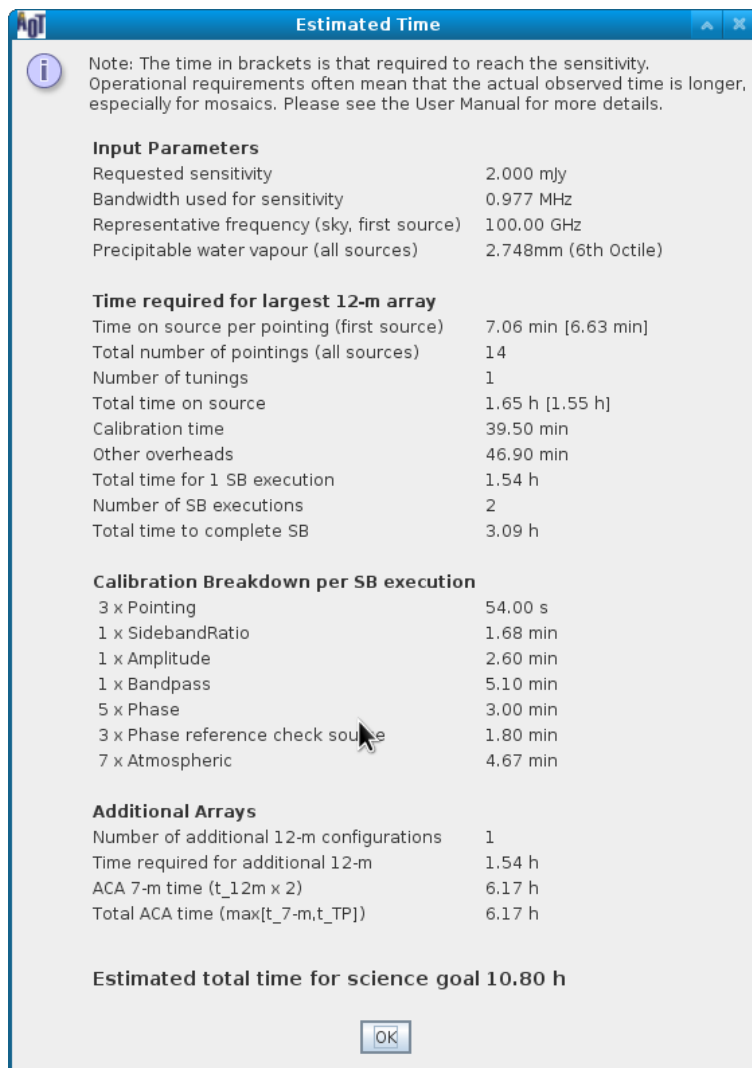 AOT
Estimated Time
Note: The time in brackets is that required to reach the sensitivity.
Operational requirements often mean that the actual observed time is longer,
especially for mosaics. Please see the User Manual for more details.
Input Parameters
Requested sensitivity 2.000 mJy
Bandwidth used for sensitivity 0.977 MHz
Representative frequency (sky, first source) 100.00 GHz
Precipitable water vapour (all sources) 2.748mm (6th Octile)
Time required for largest 12-m array
Time on source per pointing (first source) 7.06 min [6.63 min]
Total number of pointings (all sources) 14
Number of tunings 1
Total time on source 1.65 h [1.55 h]
Calibration time 39.50 min
Other overheads 46.90 min
Total time for 1 SB execution 1.54 h
Number of SB executions 2
Total time to complete SB 3.09 h
Calibration Breakdown per SB execution
3 x Pointing 54.00 s
1 x SidebandRatio 1.68 min
1 x Amplitude 2.60 min
1 x Bandpass 5.10 min
5 x Phase 3.00 min
3 x Phase reference check source 1.80 min
7 x Atmospheric 4.67 min
Additional Arrays
Number of additional 12-m configurations 1
Time required for additional 12-m 1.54 h
ACA 7-m time (t_12m x 2) 6.17 h
Total ACA time (max[t_7-m,t_TP]) 6.17 h
Estimated total time for science goal 10.80 h
OK